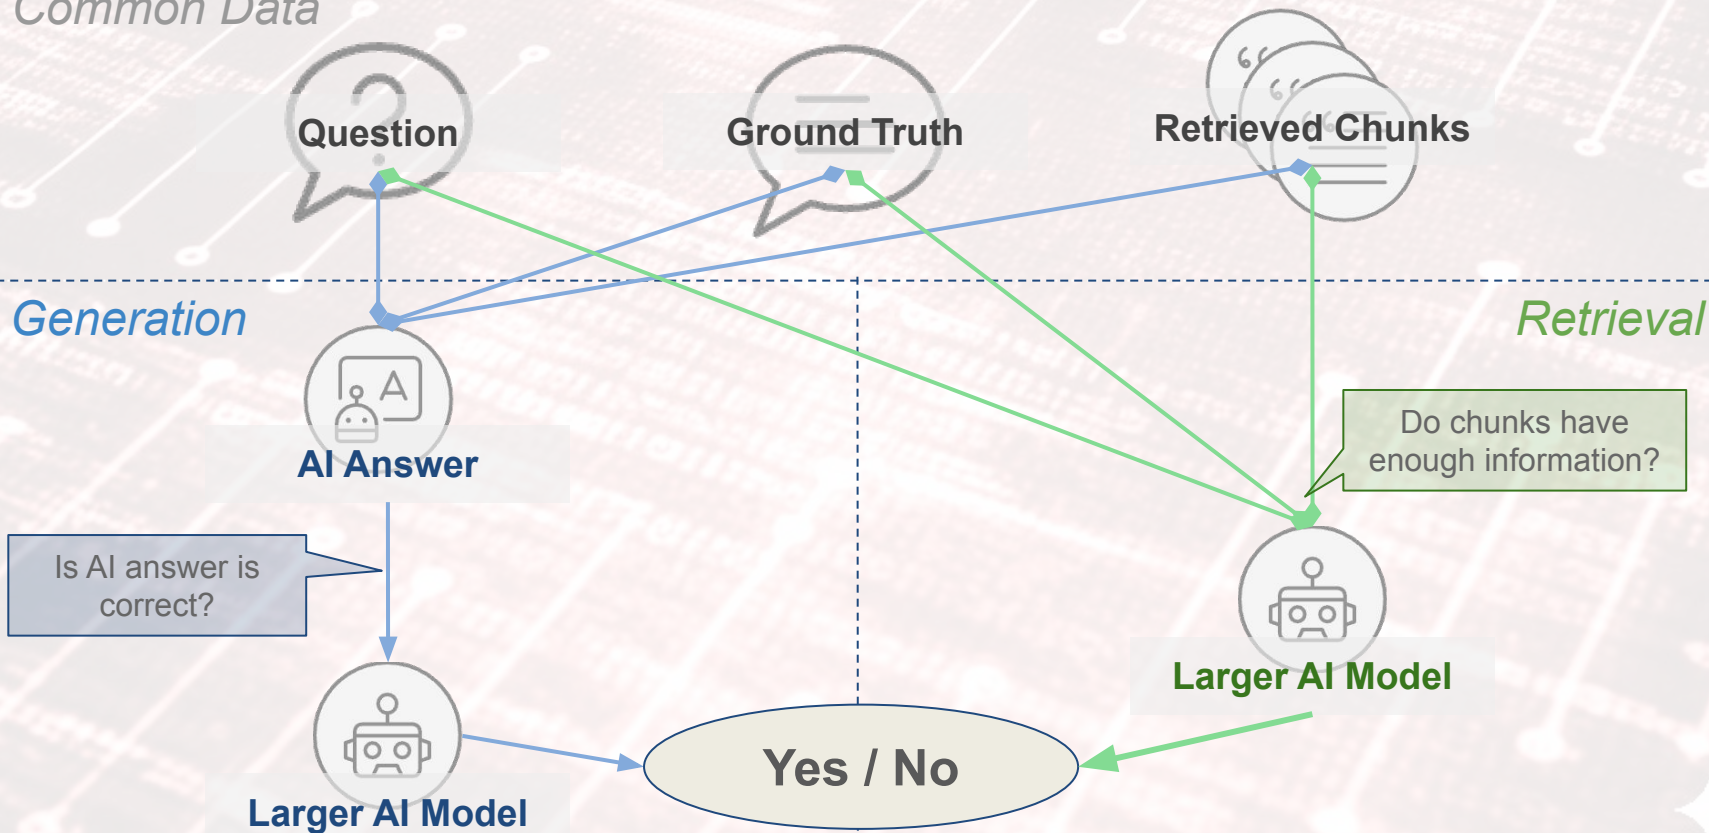 Common Data
Question
Ground Truth
Retrieved Chunks
Generation
Retrieval
A
AI Answer
Do chunks have
enough information?
Is AI answer is
correct?
Larger AI Model
Yes / No
Larger AI Model